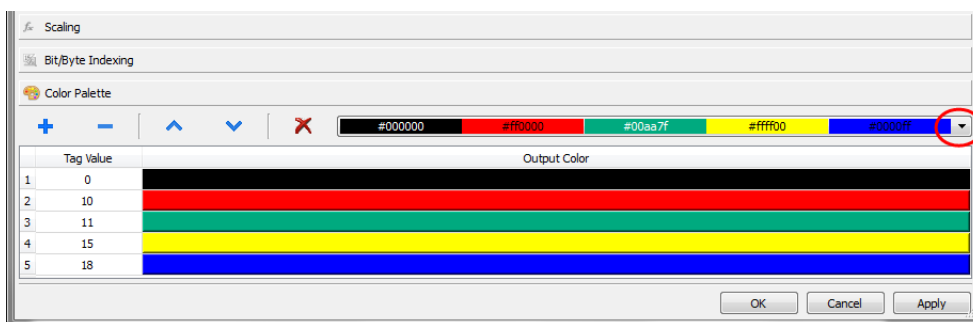 Scaling
Bit/Byte Indexing
Color Palette
#000000 #ff0000 #00aa7f #ffff00 #0000ff
Tag Value Output Color
1 0
2 10
3 11
4 15
5 18
OK Cancel Apply